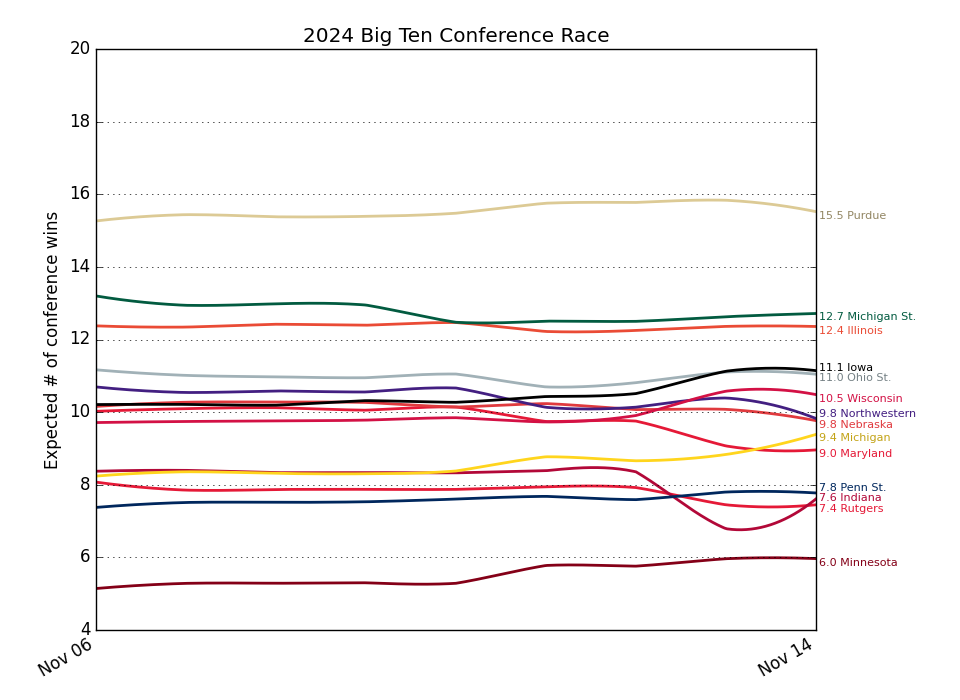 2024 Big Ten Conference Race
Expected # of conference wins
20
18
16
14
12
10
8
6
4
Nov 06
Nov 14
15.5 Purdue
12.7 Michigan St.
12.4 Illinois
11.1 Iowa
11.0 Ohio St.
10.5 Wisconsin
9.8 Northwestern
9.8 Nebraska
9.4 Michigan
9.0 Maryland
7.8 Penn St.
7.6 Indiana
7.4 Rutgers
6.0 Minnesota